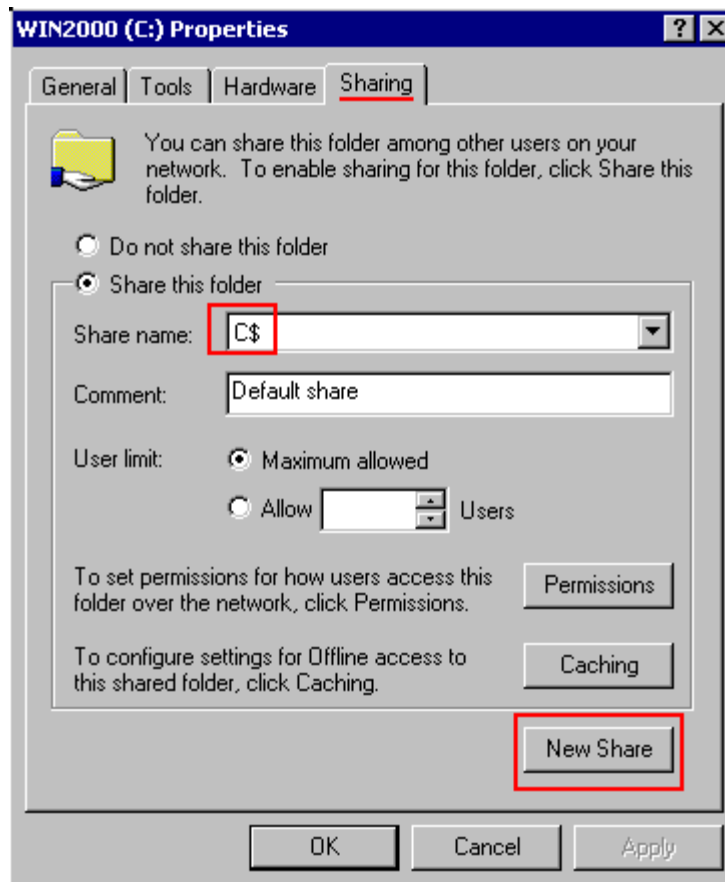 WIN2000 (C:) Properties
General Tools Hardware Sharing
You can share this folder among other users on your
network. To enable sharing for this folder, click Share this
folder.
Do not share this folder
Share this folder
Share name: C$
Comment: Default share
User limit: Maximum allowed
Allow Users
To set permissions for how users access this
folder over the network, click Permissions.
Permissions
To configure settings for Offline access to
this shared folder, click Caching.
Caching
New Share
OK Cancel Apply